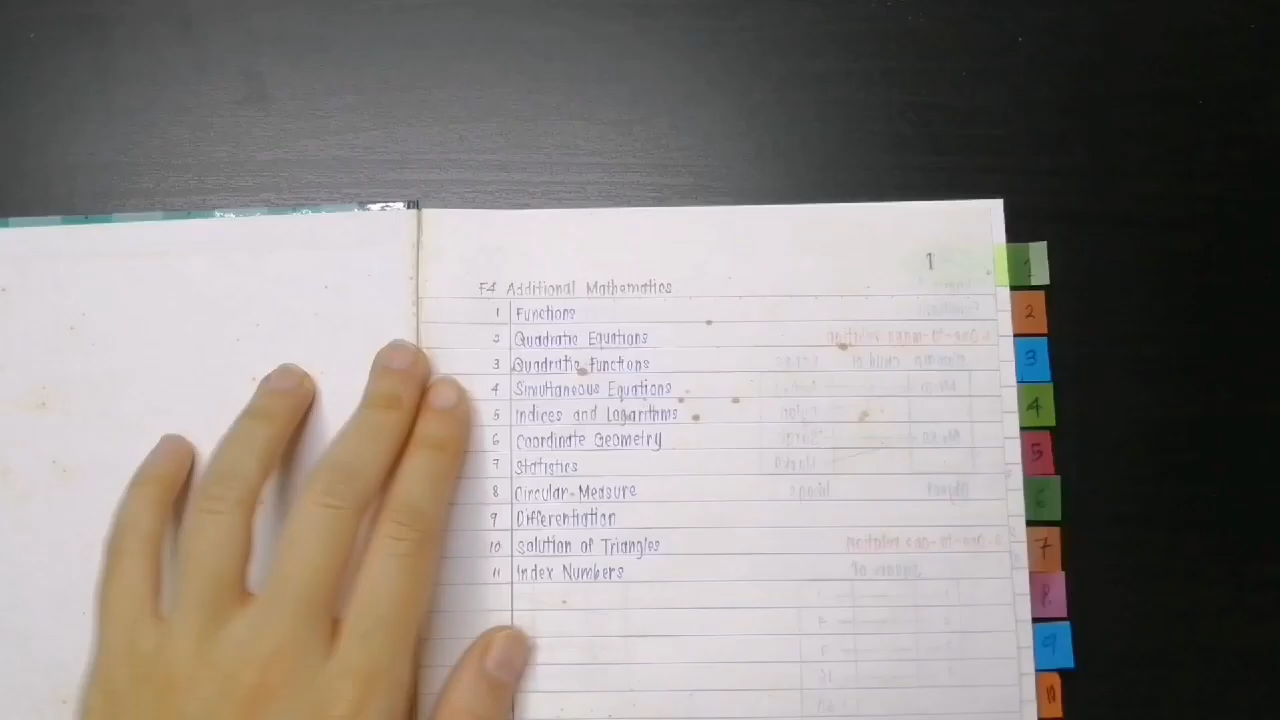 1
F4 Additional Mathematics
1 Functions
2 Quadratic Equations
3 Quadratic Functions
4 Simultaneous Equations
5 Indices and Logarithms
6 Coordinate Geometry
7 Statistics
8 Circular Measure
9 Differentiation
10 Solution of Triangles
11 Index Numbers
1
2
3
4
5
6
7
8
9
10